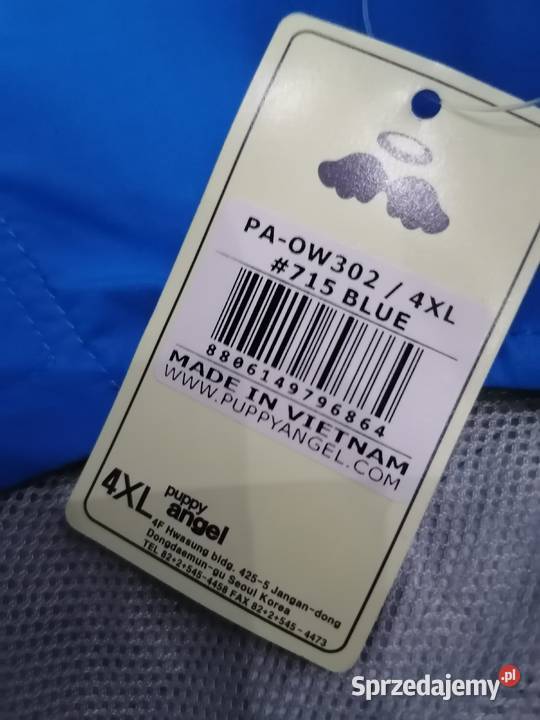 PA-OW302 / 4XL
#715 BLUE
8806149796864
MADE IN VIETNAM
WWW.PUPPYANGEL.COM
4XL puppy angel
4F Hwasung bldg. 425-5 Jangan-dong
Dongdaemun-gu Seoul Korea
TEL 82+2+545-4458 FAX 82+2+545-4473
Sprzedajemy.pl